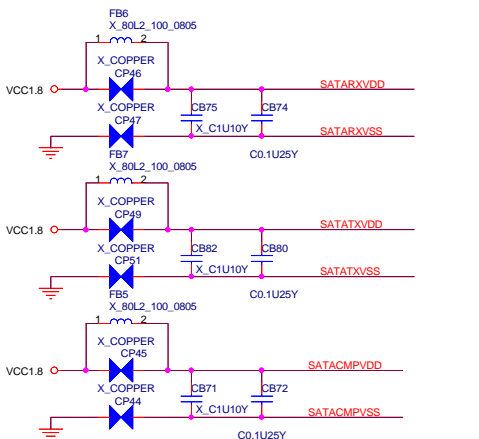 FB6
X_80L2_100_0805
1 2
X_COPPER
CP46
VCC1.8
SATARXVDD
X_COPPER
CB75
CB74
CP47
X_C1U10Y
SATARXVSS
FB7
C0.1U25Y
X_80L2_100_0805
1 2
X_COPPER
CP49
VCC1.8
SATATXVDD
X_COPPER
CB82
CB80
CP51
X_C1U10Y
SATATXVSS
FB5
C0.1U25Y
X_80L2_100_0805
1 2
X_COPPER
CP45
VCC1.8
SATACMPVDD
X_COPPER
CB71
CB72
CP44
X_C1U10Y
SATACMPVSS
C0.1U25Y